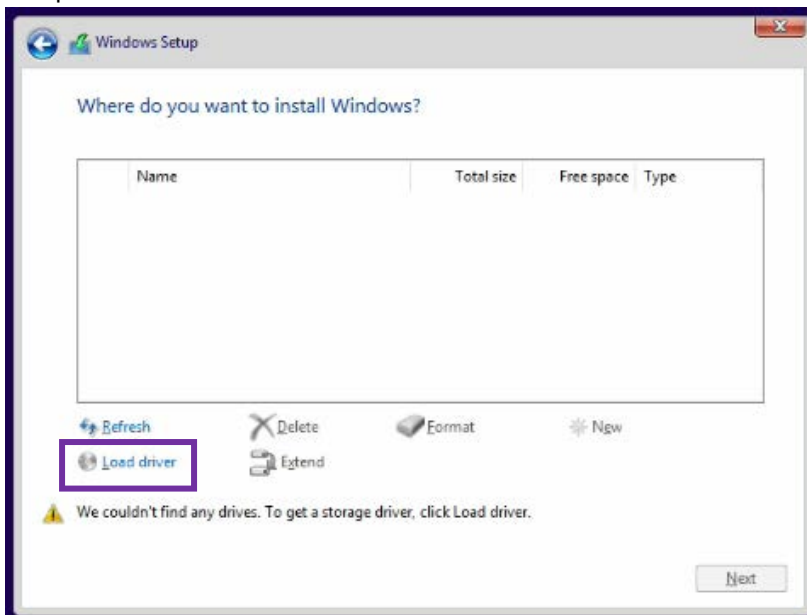 Windows Setup
Where do you want to install Windows?
Name Total size Free space Type
Refresh Delete Format New
Load driver Extend
We couldn't find any drives. To get a storage driver, click Load driver.
Next